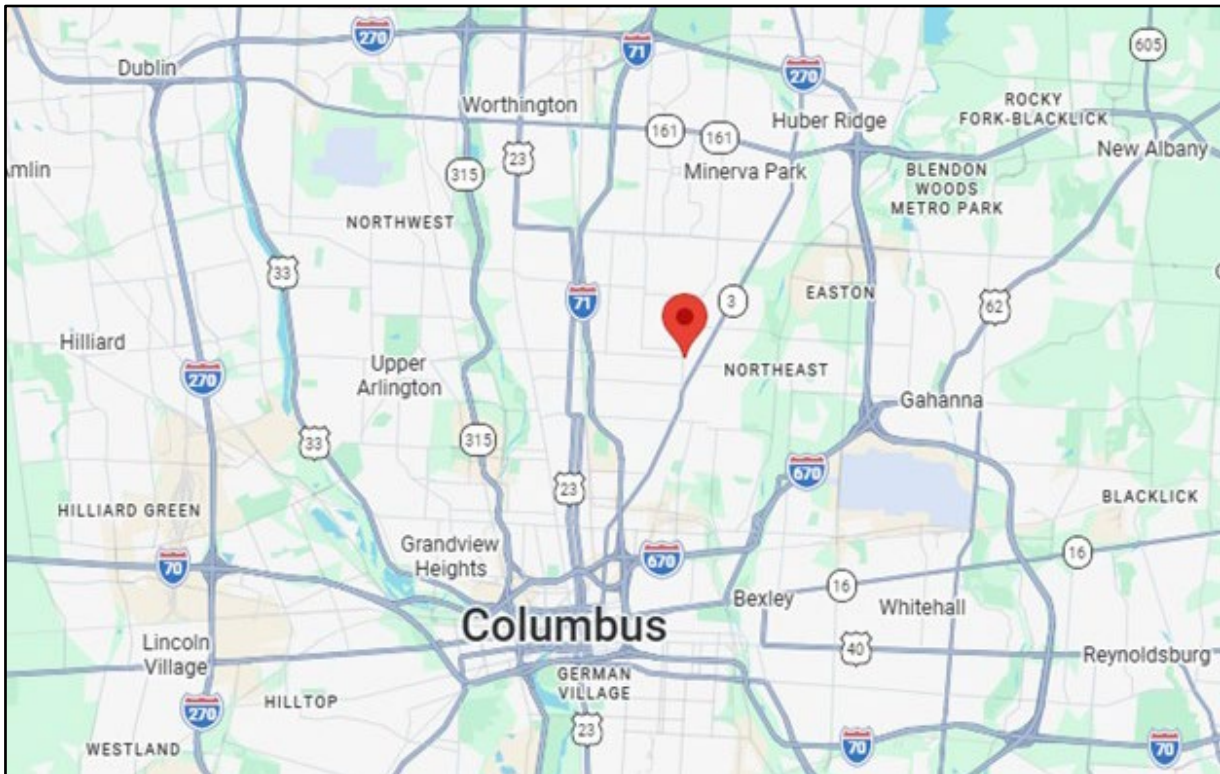 270
71
605
Dublin
270
Worthington
ROCKY
FORK-BLACKLICK
161
161
Huber Ridge
23
New Albany
mlin
315
Minerva Park
BLENDON
WOODS
METRO PARK
NORTHWEST
33
71
3
EASTON
62
Hilliard
Upper
Arlington
270
NORTHEAST
Gahanna
33
315
670
23
BLACKLICK
HILLIARD GREEN
Grandview
Heights
70
670
16
16
Bexley
Whitehall
Columbus
Lincoln
Village
40
Reynoldsburg
GERMAN
VILLAGE
HILLTOP
270
23
WESTLAND
70
70